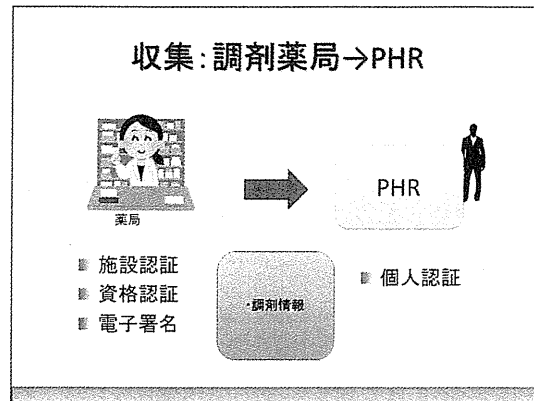 収集:調剤薬局→PHR
PHR
薬局
施設認証
資格認証
電子署名
・調剤情報
個人認証